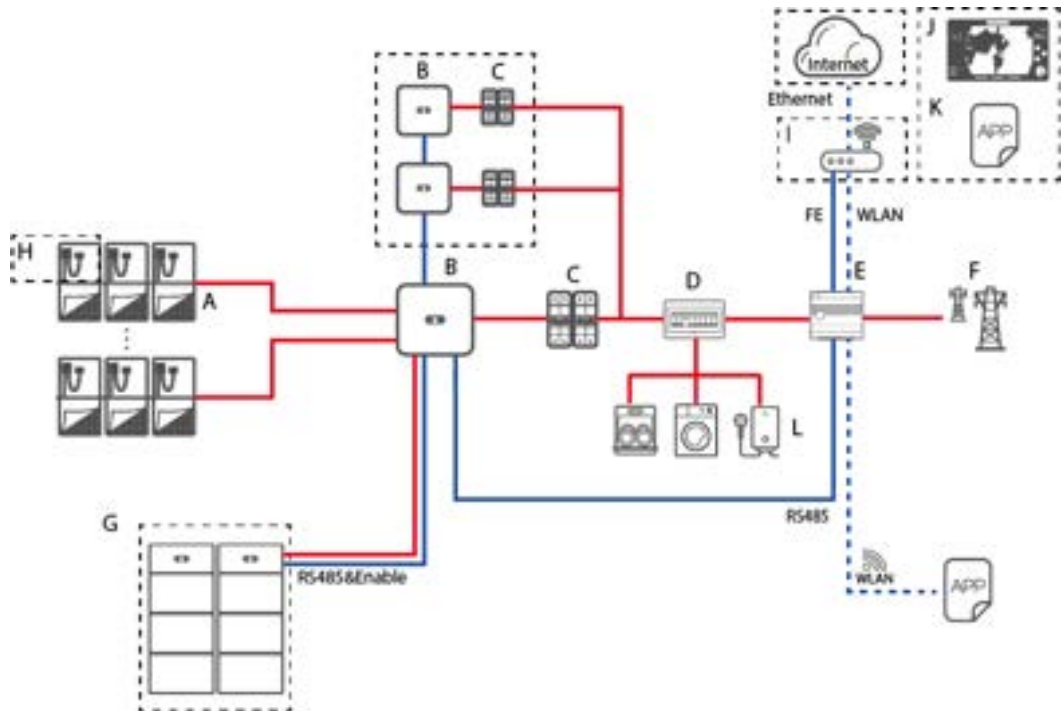 B
C
J
Internet
Ethernet
K
APP
I
FE
WLAN
H
A
B
C
D
E
F
L
G
RS485
RS485&Enable
WLAN
APP